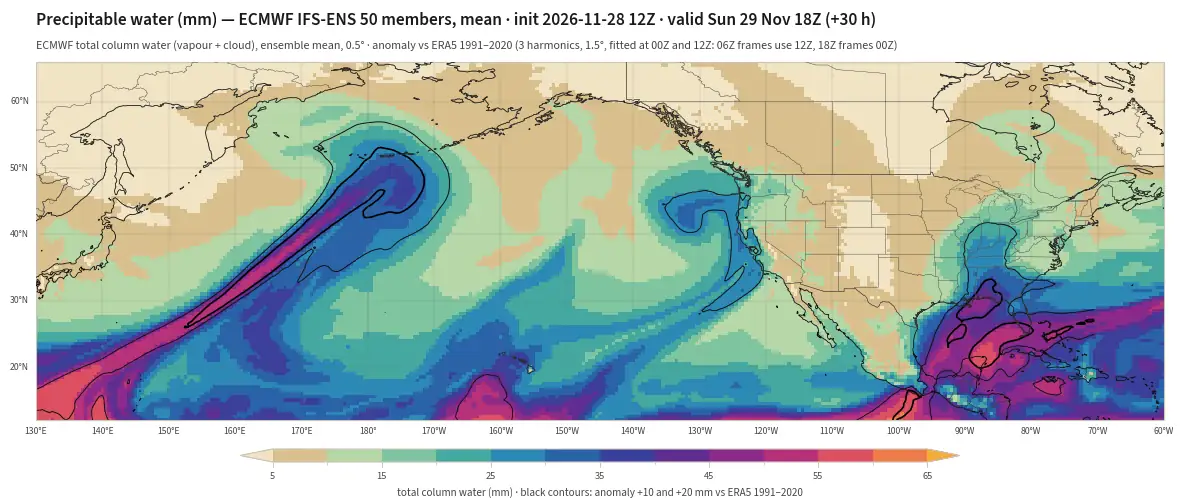 Precipitable water (mm) — ECMWF IFS-ENS 50 members, mean · init 2026-11-28 12Z · valid Sun 29 Nov 18Z (+30 h)
ECMWF total column water (vapour + cloud), ensemble mean, 0.5° · anomaly vs ERA5 1991–2020 (3 harmonics, 1.5°, fitted at 00Z and 12Z: 06Z frames use 12Z, 18Z frames 00Z)
60°N
50°N
40°N
30°N
20°N
130°E 140°E 150°E 160°E 170°E 180° 170°W 160°W 150°W 140°W 130°W 120°W 110°W 100°W 90°W 80°W 70°W 60°W
5 15 25 35 45 55 65
total column water (mm) · black contours: anomaly +10 and +20 mm vs ERA5 1991–2020